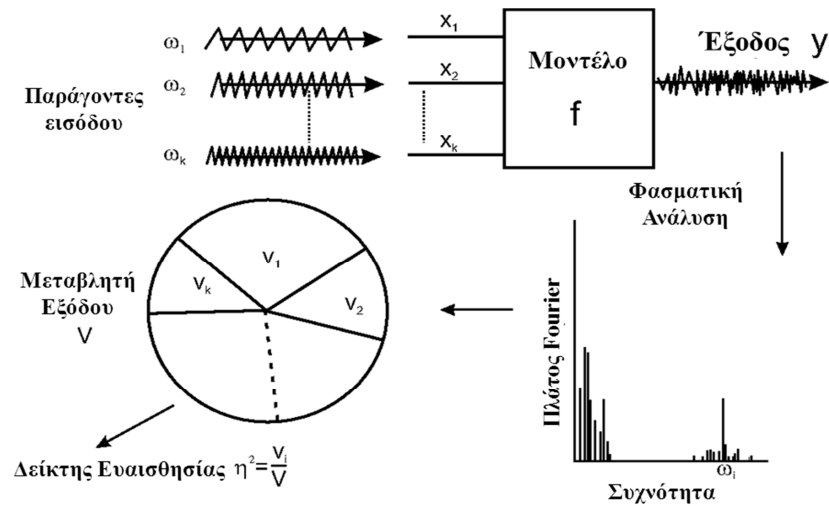 Παράγοντες
εισόδου
ω₁
ω₂
ωₖ
x₁
x₂
xₖ
Μοντέλο
f
Έξοδος y
Φασματική
Ανάλυση
Πλάτος Fourier
ωᵢ
Συχνότητα
Μεταβλητή
Εξόδου
V
V₁
V₂
Vₖ
Δείκτης Ευαισθησίας η²=Vᵢ/V